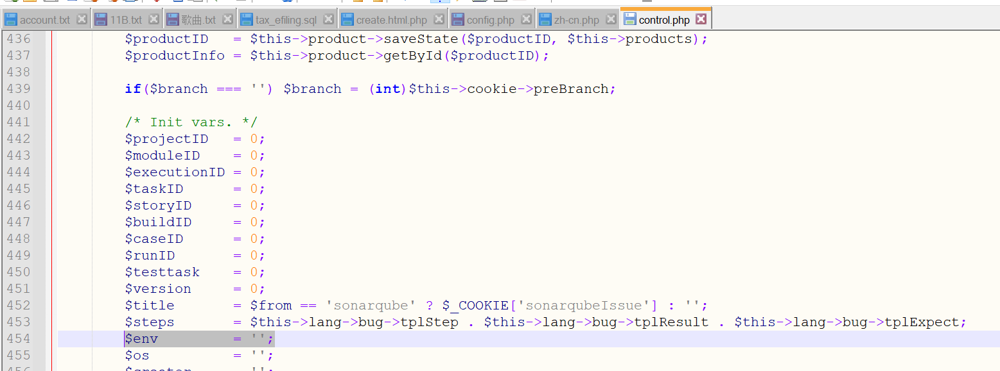 account.txt 11B.txt 歌曲.txt tax_efiling.sql create.html.php config.php zh-cn.php control.php
436 $productID   = $this->product->saveState($productID, $this->products);
437 $productInfo = $this->product->getById($productID);
438
439 if($branch === '') $branch = (int)$this->cookie->preBranch;
440
441 /* Init vars. */
442 $projectID   = 0;
443 $moduleID    = 0;
444 $executionID = 0;
445 $taskID      = 0;
446 $storyID     = 0;
447 $buildID     = 0;
448 $caseID      = 0;
449 $runID       = 0;
450 $testtask    = 0;
451 $version     = 0;
452 $title       = $from == 'sonarqube' ? $_COOKIE['sonarqubeIssue'] : '';
453 $steps       = $this->lang->bug->tplStep . $this->lang->bug->tplResult . $this->lang->bug->tplExpect;
454 $env         = '';
455 $os          = '';